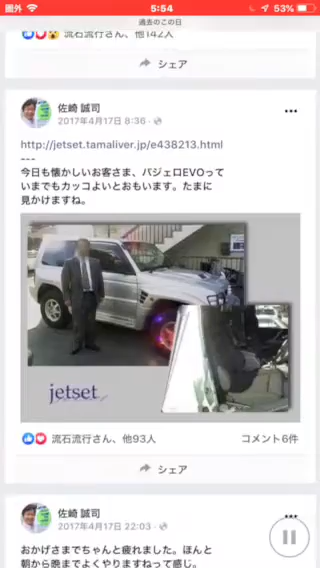 圏外
5:54
53%
過去のこの日
流石流行さん、他142人
シェア
佐崎 誠司
2017年4月17日 8:36
http://jetset.tamaliver.jp/e438213.html
---
今日も懐かしいお客さま、パジェロEVOって
いまでもカッコよいとおもいます。たまに
見かけますね。
jetset
流石流行さん、他93人
コメント6件
シェア
佐崎 誠司
2017年4月17日 22:03
おかげさまでちゃんと疲れました。ほんと
朝から晩までよくやりますねって感じ。